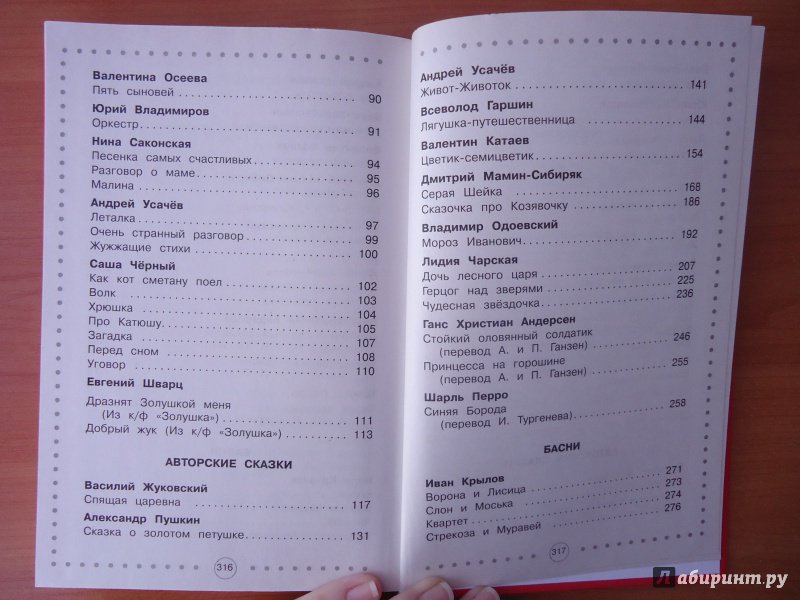 Валентина Осеева
Пять сыновей 90
Юрий Владимиров
Оркестр 91
Нина Саконская
Песенка самых счастливых 94
Разговор о маме 95
Малина 96
Андрей Усачёв
Леталка 97
Очень странный разговор 99
Жужжащие стихи 100
Саша Чёрный
Как кот сметану поел 102
Волк 103
Хрюшка 104
Про Катюшу 105
Загадка 107
Перед сном 108
Уговор 110
Евгений Шварц
Дразнят Золушкой меня
(Из к/ф «Золушка») 111
Добрый жук (Из к/ф «Золушка») 113
АВТОРСКИЕ СКАЗКИ
Василий Жуковский
Спящая царевна 117
Александр Пушкин
Сказка о золотом петушке 131
316
Андрей Усачёв
Живот-Животок 141
Всеволод Гаршин
Лягушка-путешественница 144
Валентин Катаев
Цветик-семицветик 154
Дмитрий Мамин-Сибиряк
Серая Шейка 168
Сказочка про Козявочку 186
Владимир Одоевский
Мороз Иванович 192
Лидия Чарская
Дочь лесного царя 207
Герцог над зверями 225
Чудесная звёздочка 236
Ганс Христиан Андерсен
Стойкий оловянный солдатик
(перевод А. и П. Ганзен) 246
Принцесса на горошине
(перевод А. и П. Ганзен) 255
Шарль Перро
Синяя Борода
(перевод И. Тургенева) 258
БАСНИ
Иван Крылов
Ворона и Лисица 271
Слон и Моська 273
Квартет 274
Стрекоза и Муравей 276
317
Лабиринт.ру